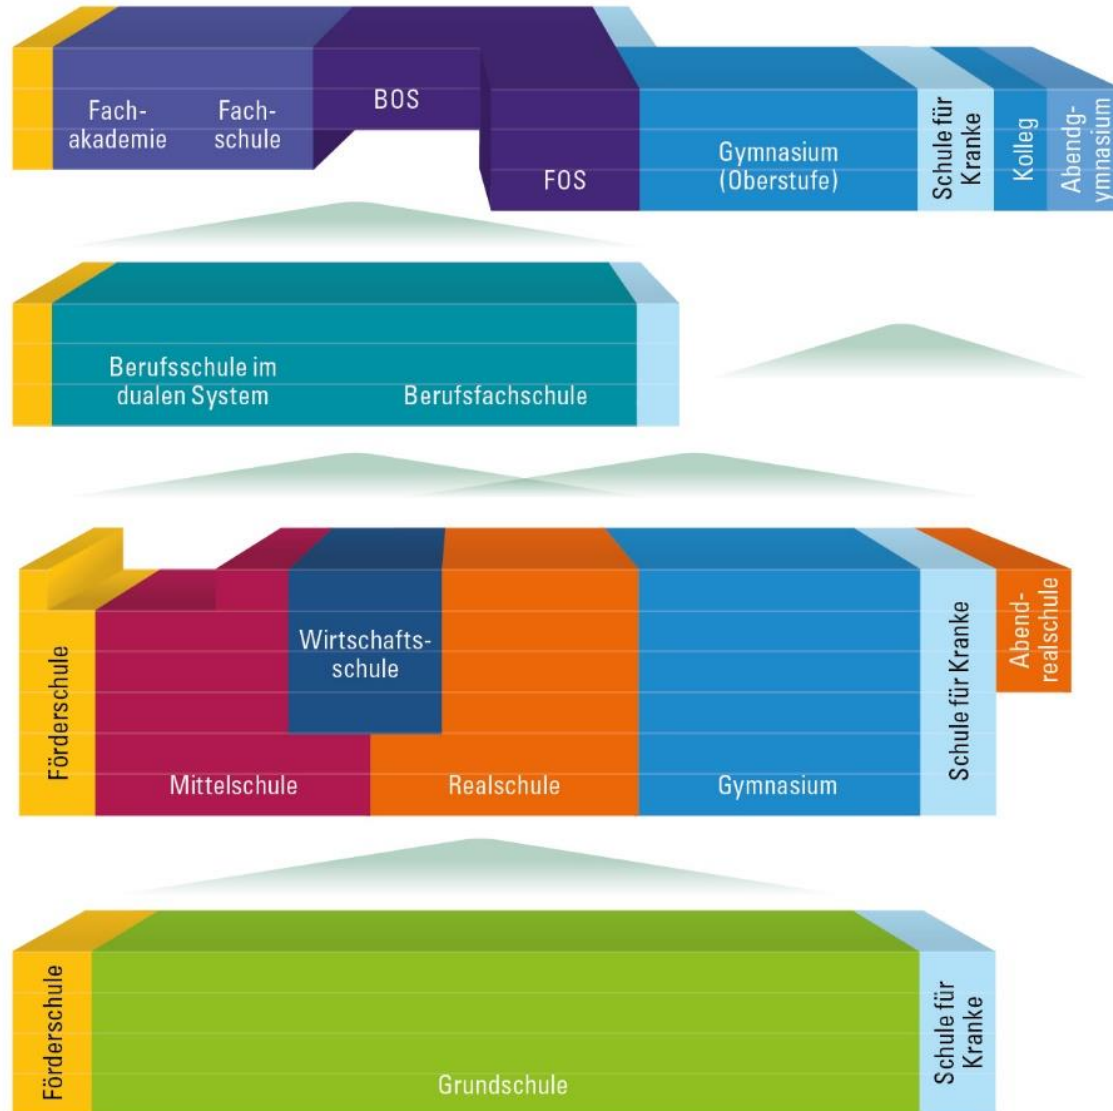 Fach-
akademie
Fach-
schule
BOS
FOS
Gymnasium
(Oberstufe)
Schule für
Kranke
Kolleg
Abendg-
ymnasium
Berufsschule im
dualen System
Berufsfachschule
Förderschule
Mittelschule
Wirtschafts-
schule
Realschule
Gymnasium
Schule für Kranke
Abend-
realschule
Förderschule
Grundschule
Schule für
Kranke